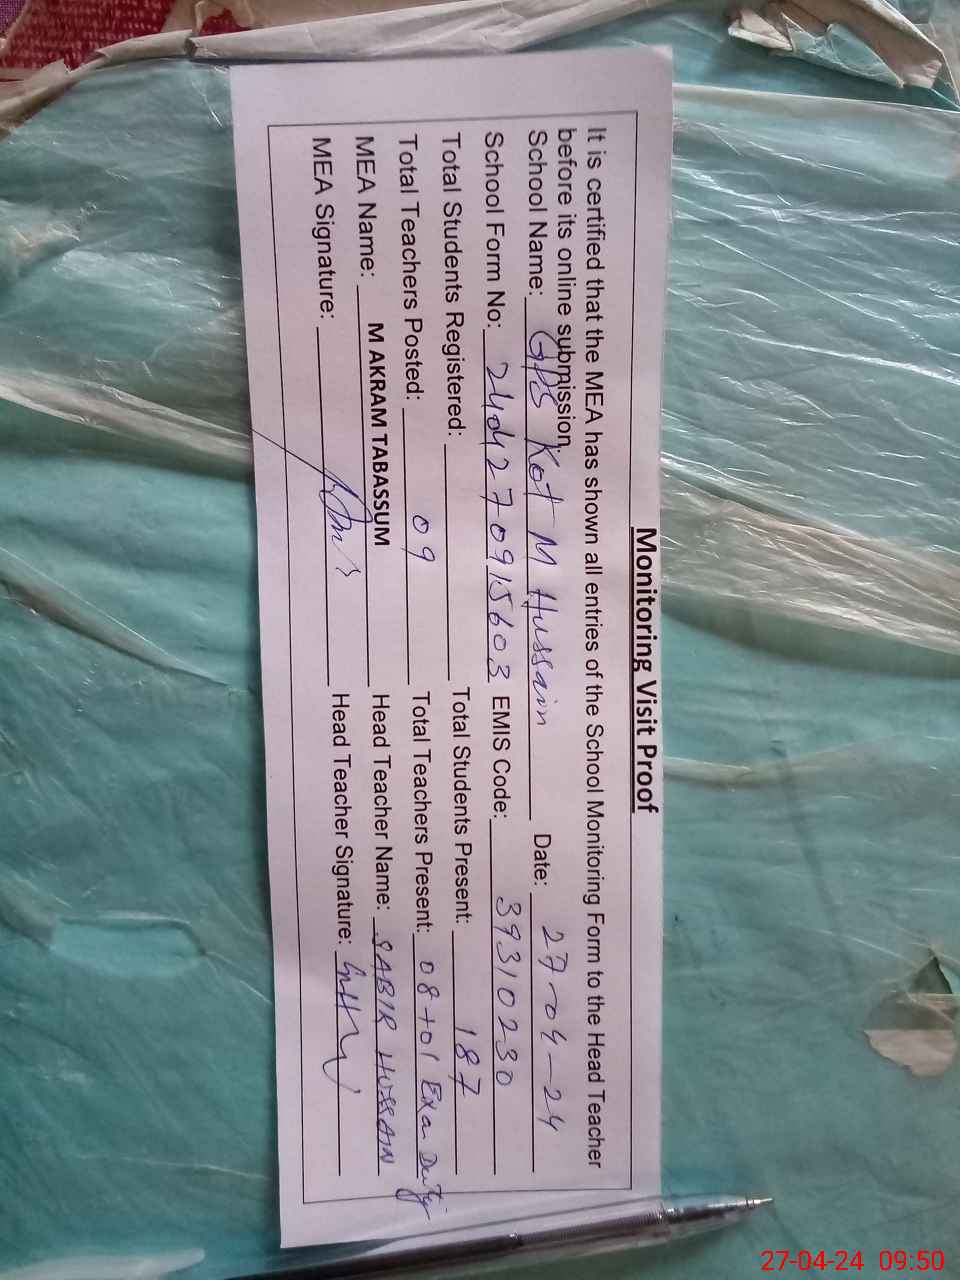 Monitoring Visit Proof
It is certified that the MEA has shown all entries of the School Monitoring Form to the Head Teacher
before its online submission.
School Name: GPS Kot M Hussain Date: 27-04-24
School Form No: 2404270915603 EMIS Code: 39310230
Total Students Registered: Total Students Present: 187
Total Teachers Posted: 09 Total Teachers Present: 08+01 Exa Duty
MEA Name: M AKRAM TABASSUM Head Teacher Name: SABIR HUSSAIN
MEA Signature: Head Teacher Signature:
27-04-24 09:50